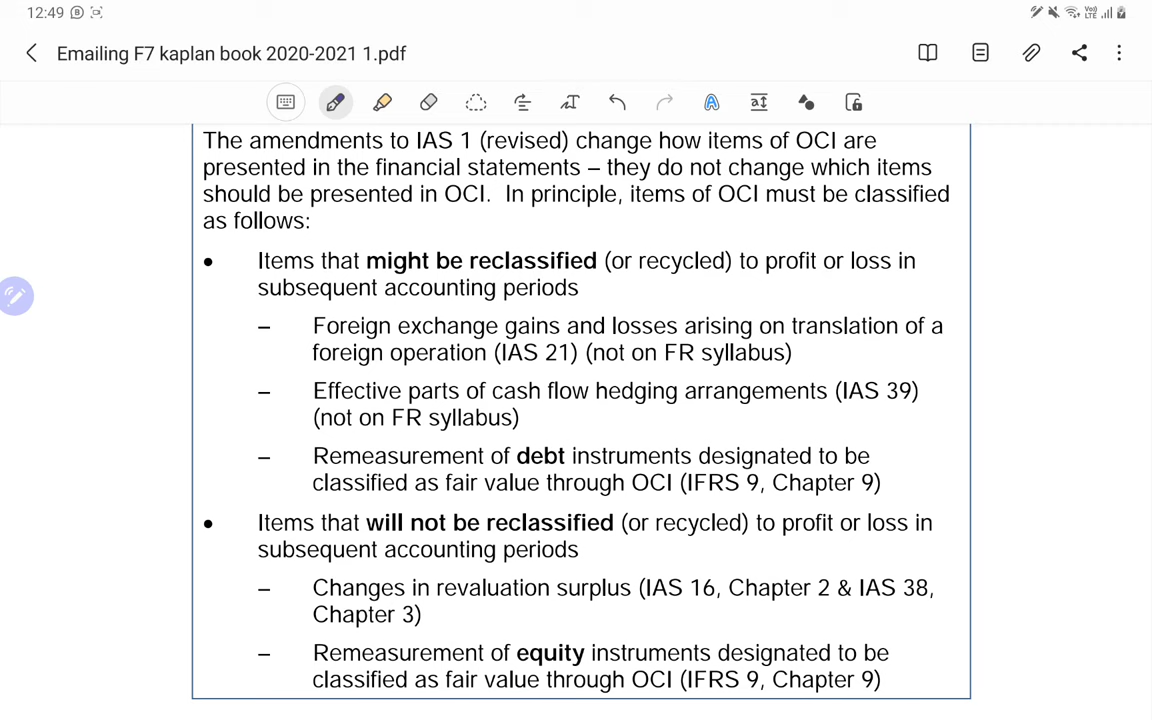 12:49
Emailing F7 kaplan book 2020-2021 1.pdf
The amendments to IAS 1 (revised) change how items of OCI are
presented in the financial statements – they do not change which items
should be presented in OCI. In principle, items of OCI must be classified
as follows:
• Items that might be reclassified (or recycled) to profit or loss in
subsequent accounting periods
– Foreign exchange gains and losses arising on translation of a
foreign operation (IAS 21) (not on FR syllabus)
– Effective parts of cash flow hedging arrangements (IAS 39)
(not on FR syllabus)
– Remeasurement of debt instruments designated to be
classified as fair value through OCI (IFRS 9, Chapter 9)
• Items that will not be reclassified (or recycled) to profit or loss in
subsequent accounting periods
– Changes in revaluation surplus (IAS 16, Chapter 2 & IAS 38,
Chapter 3)
– Remeasurement of equity instruments designated to be
classified as fair value through OCI (IFRS 9, Chapter 9)